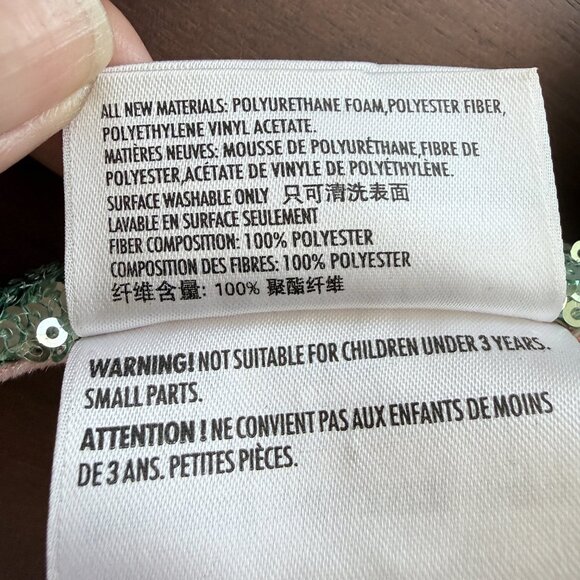 ALL NEW MATERIALS: POLYURETHANE FOAM,POLYESTER FIBER,
POLYETHYLENE VINYL ACETATE.
MATIÈRES NEUVES: MOUSSE DE POLYURÉTHANE,FIBRE DE
POLYESTER,ACÉTATE DE VINYLE DE POLYÉTHYLÈNE.
SURFACE WASHABLE ONLY 只可清洗表面
LAVABLE EN SURFACE SEULEMENT
FIBER COMPOSITION: 100% POLYESTER
COMPOSITION DES FIBRES: 100% POLYESTER
纤维含量: 100% 聚酯纤维
WARNING! NOT SUITABLE FOR CHILDREN UNDER 3 YEARS.
SMALL PARTS.
ATTENTION ! NE CONVIENT PAS AUX ENFANTS DE MOINS
DE 3 ANS. PETITES PIÈCES.